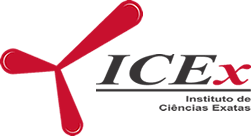 ICEx
Instituto de
Ciências Exatas